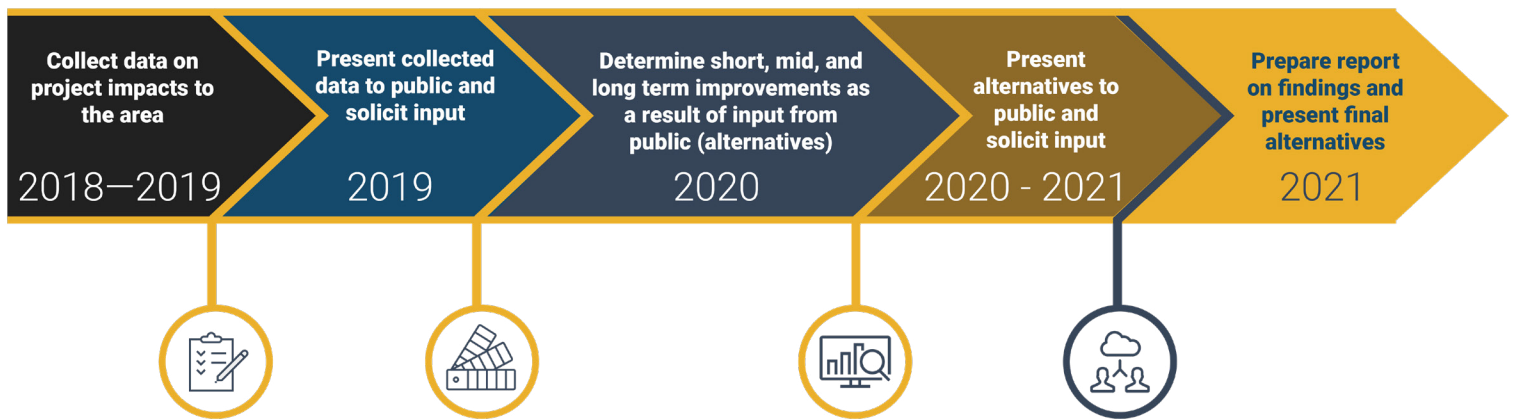 Collect data on
project impacts to
the area
2018—2019
Present collected
data to public and
solicit input
2019
Determine short, mid, and
long term improvements as
a result of input from
public (alternatives)
2020
Present
alternatives to
public and
solicit input
2020 - 2021
Prepare report
on findings and
present final
alternatives
2021